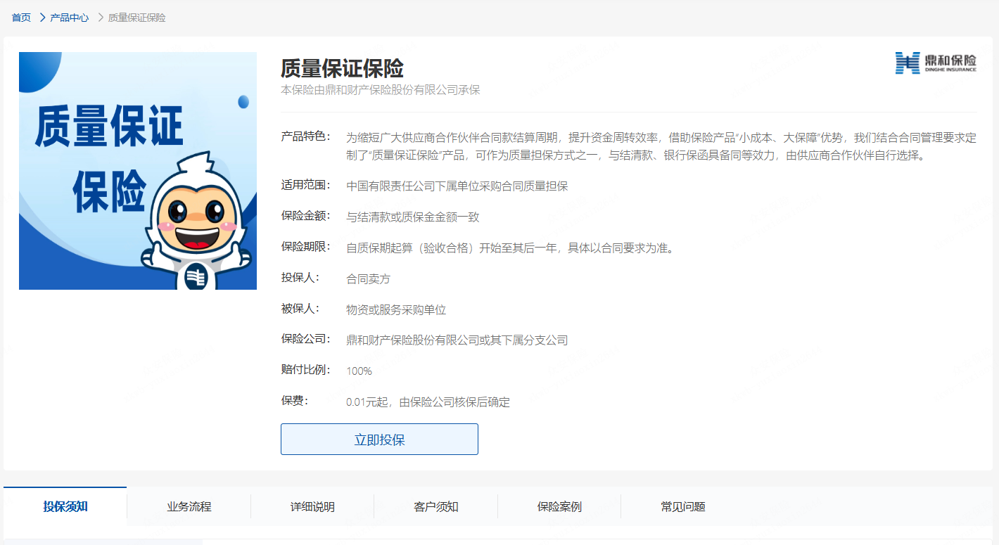 首页 > 产品中心 > 质量保证保险
质量保证
保险
质量保证保险
本保险由鼎和财产保险股份有限公司承保
鼎和保险
DINGHE INSURANCE
产品特色： 为缩短广大供应商合作伙伴合同款结算周期，提升资金周转效率，借助保险产品“小成本、大保障”优势，我们结合合同管理要求定
制了“质量保证保险”产品，可作为质量担保方式之一，与结清款、银行保函具备同等效力，由供应商合作伙伴自行选择。
适用范围： 中国有限责任公司下属单位采购合同质量担保
保险金额： 与结清款或质保金金额一致
保险期限： 自质保期起算（验收合格）开始至其后一年，具体以合同要求为准。
投保人： 合同卖方
被保人： 物资或服务采购单位
保险公司： 鼎和财产保险股份有限公司或其下属分支公司
赔付比例： 100%
保费： 0.01元起，由保险公司核保后确定
立即投保
投保须知 业务流程 详细说明 客户须知 保险案例 常见问题